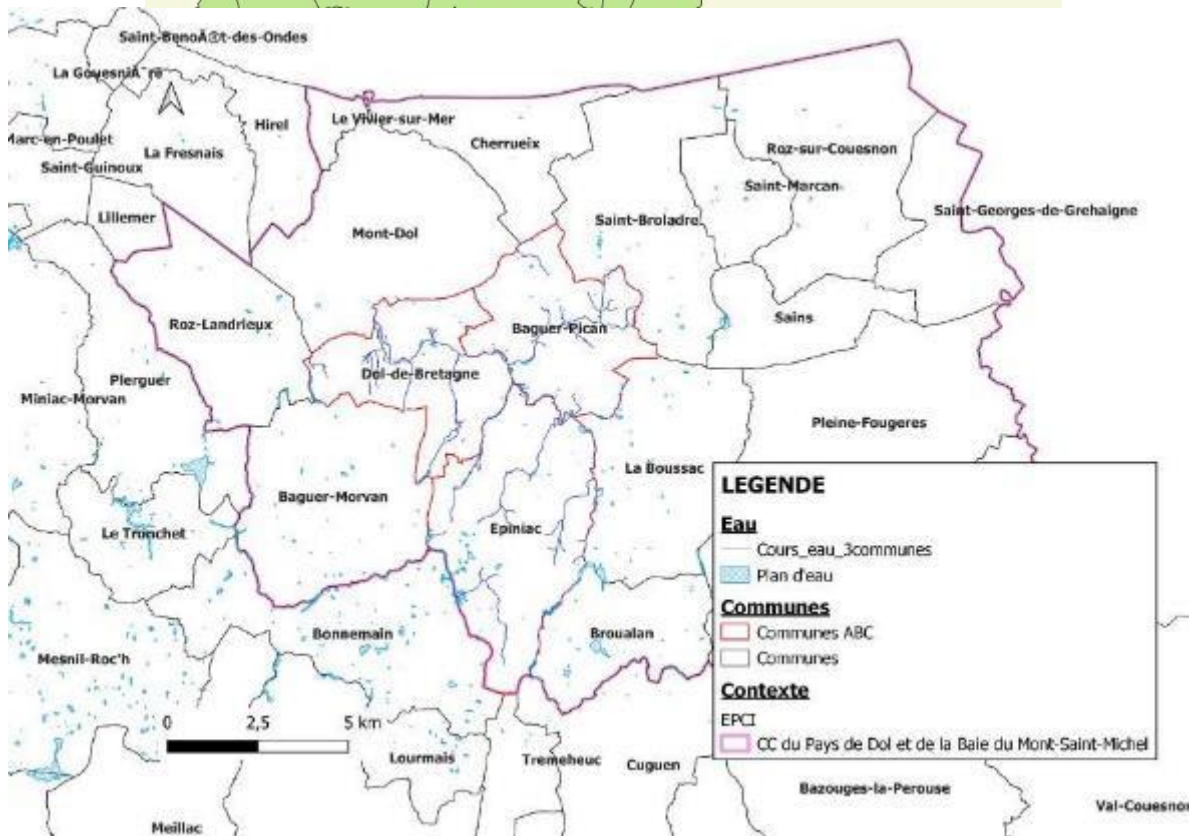 Saint-BenoÃ®t-des-Ondes
La GouesniÃ¨re
Hirel
Le Vivier-sur-Mer
Marc-en-Poulet
La Fresnais
Cherrueix
Roz-sur-Couesnon
Saint-Guinoux
Saint-Marcan
Lillemer
Saint-Broladre
Saint-Georges-de-Grehaigne
Mont-Dol
Roz-Landrieux
Baguer-Pican
Sains
Plerguer
Dol-de-Bretagne
Miniac-Morvan
Pleine-Fougeres
La Boussac
Baguer-Morvan
Le Tronchet
Epiniac
Bonnemain
Broualan
Mesnil-Roc'h
0 2,5 5 km
Lourmais
Tremeheuc
Cuguen
Bazouges-la-Perouse
Val-Couesnon
Meillac
LEGENDE
Eau
Cours_eau_3communes
Plan d'eau
Communes
Communes ABC
Communes
Contexte
EPCI
CC du Pays de Dol et de la Baie du Mont-Saint-Michel